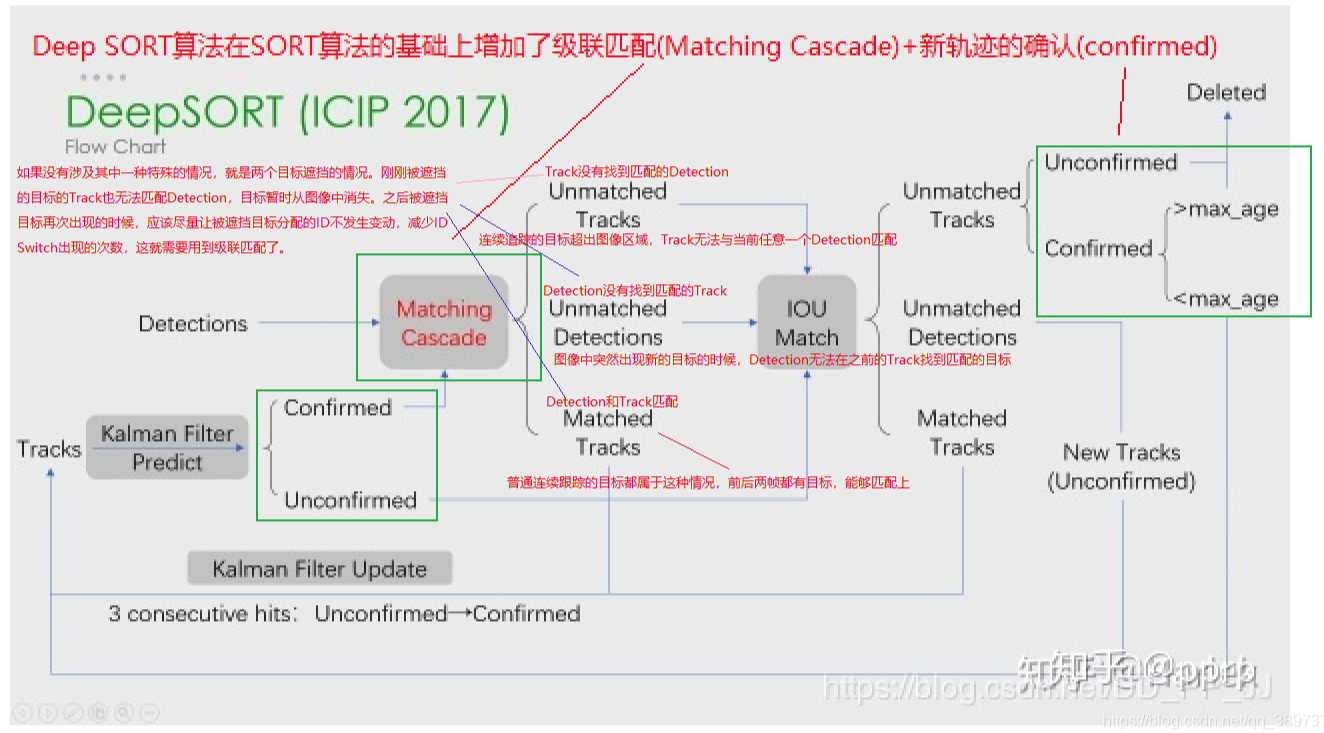 Deep SORT算法在SORT算法的基础上增加了级联匹配(Matching Cascade)+新轨迹的确认(confirmed)
DeepSORT (ICIP 2017)
Flow Chart
如果没有涉及其中一种特殊的情况，就是两个目标遮挡的情况。刚刚被遮挡
的目标的Track也无法匹配Detection，目标暂时从图像中消失。之后被遮挡
目标再次出现的时候，应该尽量让被遮挡目标分配的ID不发生变动，减少ID
Switch出现的次数，这就需要用到级联匹配了。
Track没有找到匹配的Detection
Unmatched
Tracks
连续追踪的目标超出图像区域，Track无法与当前任意一个Detection匹配
Detection没有找到匹配的Track
Unmatched
Detections
图像中突然出现新的目标的时候，Detection无法在之前的Track找到匹配的目标
Detection和Track匹配
Matched
Tracks
普通连续跟踪的目标都属于这种情况，前后两帧都有目标，能够匹配上
Detections
Matching
Cascade
Tracks
Kalman Filter
Predict
Confirmed
Unconfirmed
IOU
Match
Unmatched
Tracks
Unmatched
Detections
Matched
Tracks
Deleted
Unconfirmed
Confirmed
>max_age
<max_age
New Tracks
(Unconfirmed)
Kalman Filter Update
3 consecutive hits：Unconfirmed→Confirmed
知乎 @pprp
https://blog.csdn.net/
https://blog.csdn.net/qq_389737